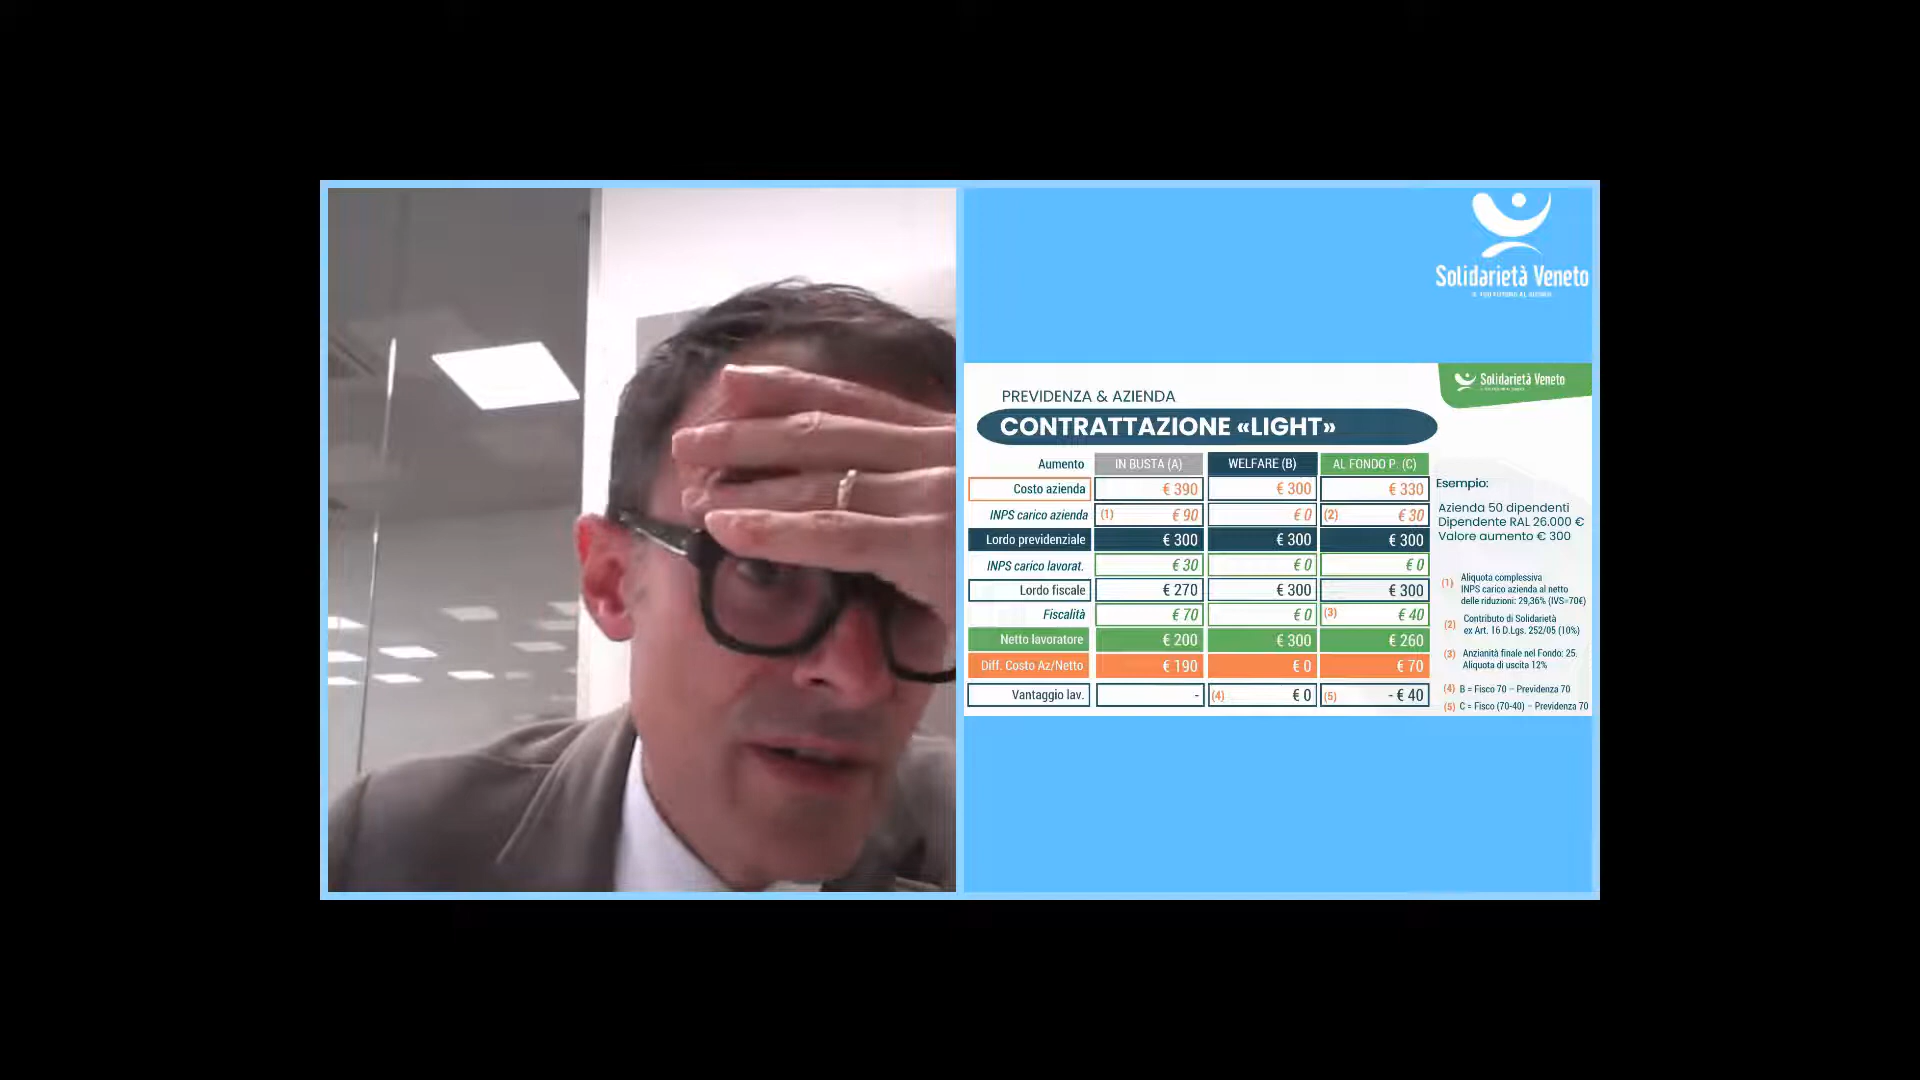 Solidarietà Veneto
Solidarietà Veneto
PREVIDENZA & AZIENDA
CONTRATTAZIONE «LIGHT»
Aumento IN BUSTA (A) WELFARE (B) AL FONDO P. (C)
Costo azienda € 390 € 300 € 330
INPS carico azienda (1) € 90 € 0 (2) € 30
Lordo previdenziale € 300 € 300 € 300
INPS carico lavorat. € 30 € 0 € 0
Lordo fiscale € 270 € 300 € 300
Fiscalità € 70 € 0 (3) € 40
Netto lavoratore € 200 € 300 € 260
Diff. Costo Az/Netto € 190 € 0 € 70
Vantaggio lav. - (4) € 0 (5) - € 40
Esempio:
Azienda 50 dipendenti
Dipendente RAL 26.000 €
Valore aumento € 300
(1) Aliquota complessiva
INPS carico azienda al netto
delle riduzioni: 29,36% (IVS=70€)
(2) Contributo di Solidarietà
ex Art. 16 D.Lgs. 252/05 (10%)
(3) Anzianità finale nel Fondo: 25.
Aliquota di uscita 12%
(4) B = Fisco 70 – Previdenza 70
(5) C = Fisco (70-40) – Previdenza 70